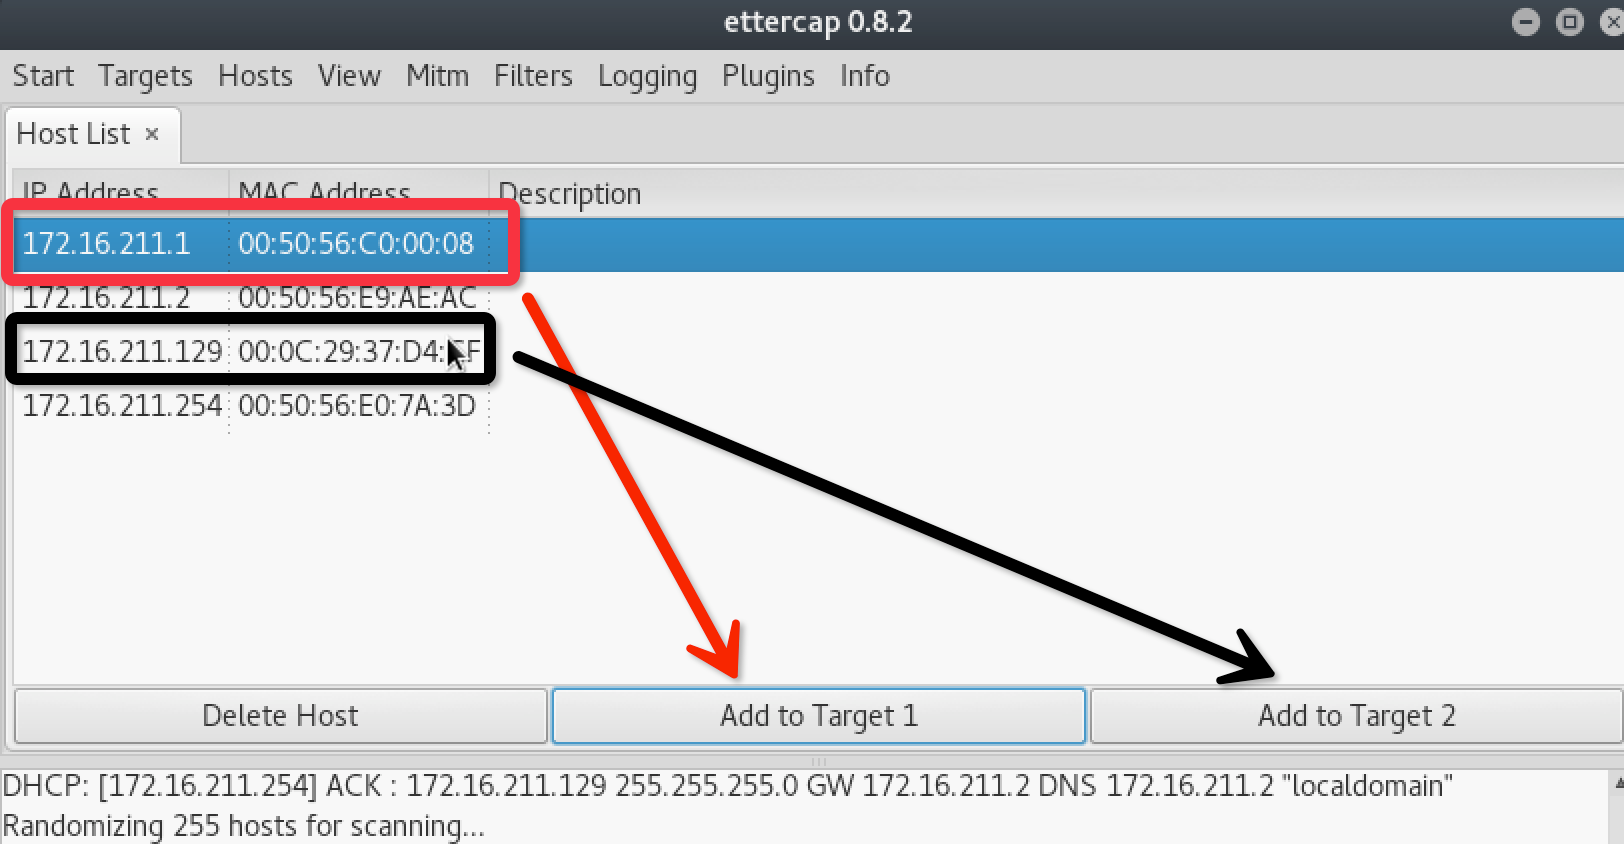 ettercap 0.8.2
Start Targets Hosts View Mitm Filters Logging Plugins Info
Host List ×
IP Address MAC Address Description
172.16.211.1 00:50:56:C0:00:08
172.16.211.2 00:50:56:E9:AE:AC
172.16.211.129 00:0C:29:37:D4:
172.16.211.254 00:50:56:E0:7A:3D
Delete Host Add to Target 1 Add to Target 2
DHCP: [172.16.211.254] ACK : 172.16.211.129 255.255.255.0 GW 172.16.211.2 DNS 172.16.211.2 "localdomain"
Randomizing 255 hosts for scanning...